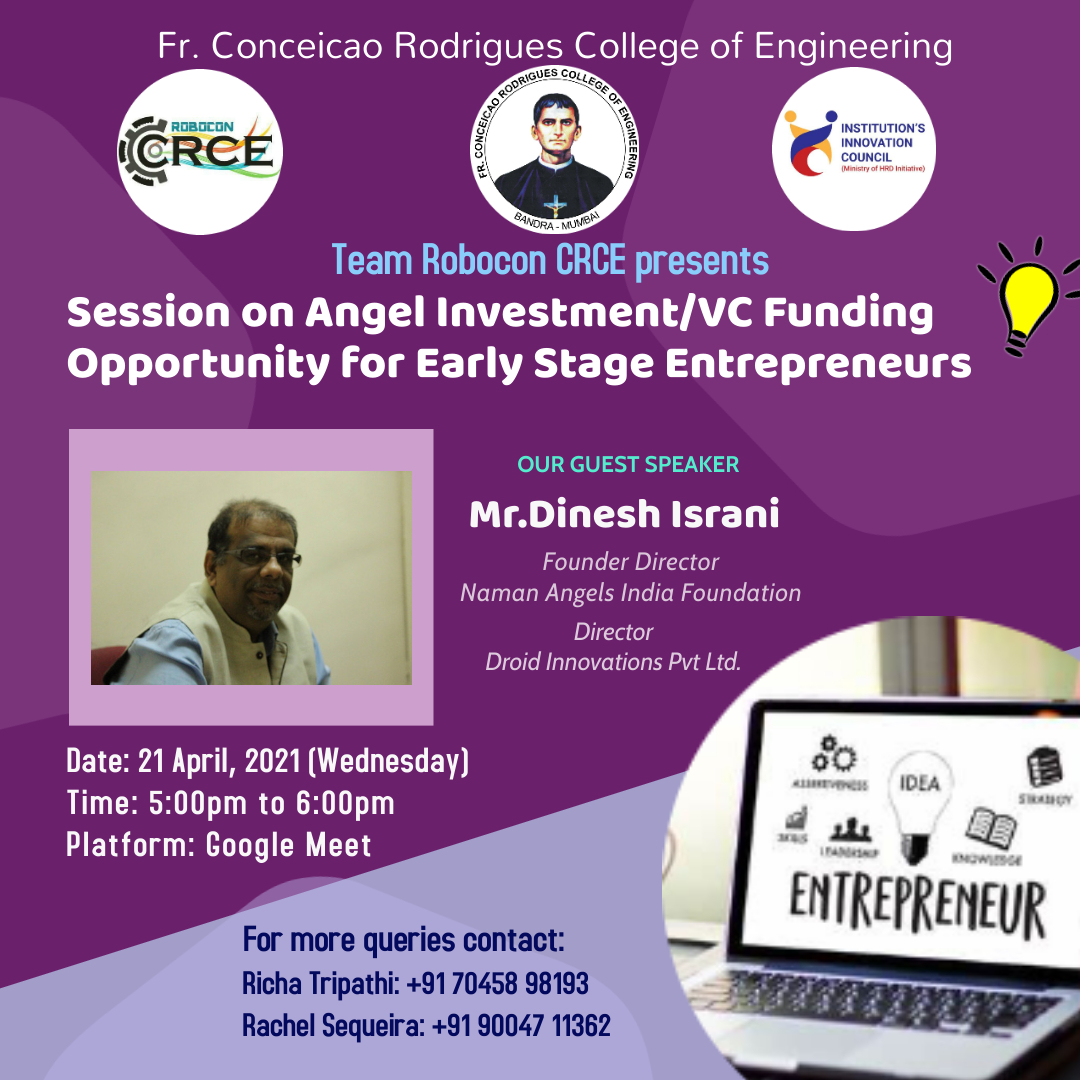 Fr. Conceicao Rodrigues College of Engineering
ROBOCON
CRCE
FR. CONCEICAO RODRIGUES COLLEGE OF ENGINEERING
BANDRA - MUMBAI
INSTITUTION'S
INNOVATION
COUNCIL
(Ministry of HRD Initiative)
Team Robocon CRCE presents
Session on Angel Investment/VC Funding
Opportunity for Early Stage Entrepreneurs
OUR GUEST SPEAKER
Mr.Dinesh Israni
Founder Director
Naman Angels India Foundation
Director
Droid Innovations Pvt Ltd.
Date: 21 April, 2021 (Wednesday)
Time: 5:00pm to 6:00pm
Platform: Google Meet
IDEA
STRATEGY
SKILLS
LEADERSHIP
KNOWLEDGE
ENTREPRENEUR
For more queries contact:
Richa Tripathi: +91 70458 98193
Rachel Sequeira: +91 90047 11362